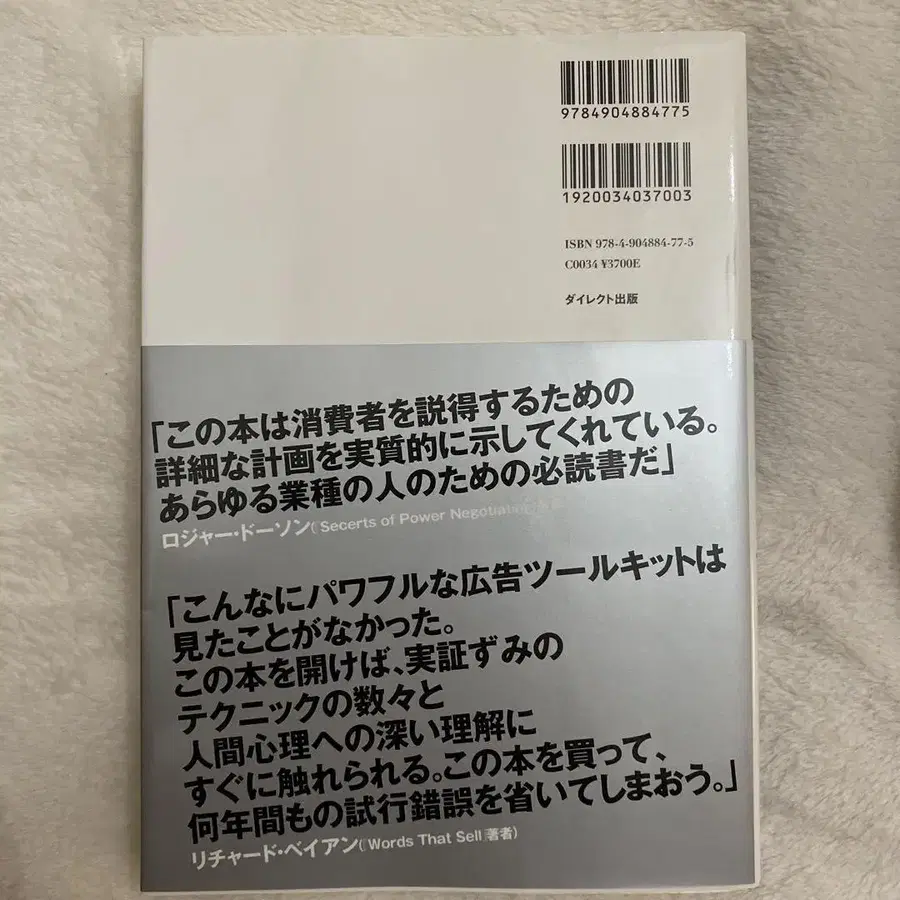 9784904884775
1920034037003
ISBN 978-4-904884-77-5
C0034 ¥3700E
ダイレクト出版
「この本は消費者を説得するための
詳細な計画を実質的に示してくれている。
あらゆる業種の人のための必読書だ」
ロジャー・ドーソン(『Secerts of Power
「こんなにパワフルな広告ツールキットは
見たことがなかった。
この本を開けば、実証ずみの
テクニックの数々と
人間心理への深い理解に
すぐに触れられる。この本を買って、
何年間もの試行錯誤を省いてしまおう。」
リチャード・ベイアン(『Words That Sell』著者)